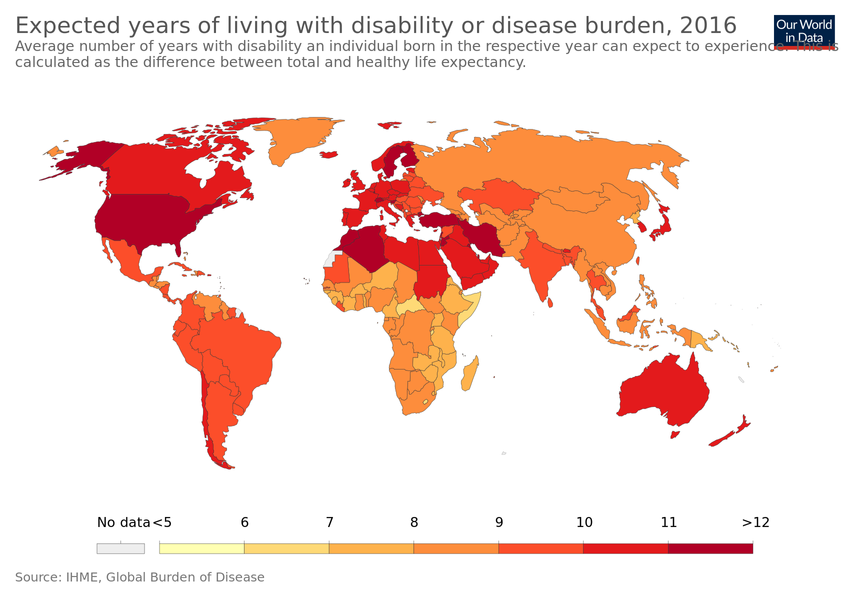 Expected years of living with disability or disease burden, 2016
Our World
in Data
Average number of years with disability an individual born in the respective year can expect to experience. This is
calculated as the difference between total and healthy life expectancy.
No data
<5
6
7
8
9
10
11
>12
Source: IHME, Global Burden of Disease